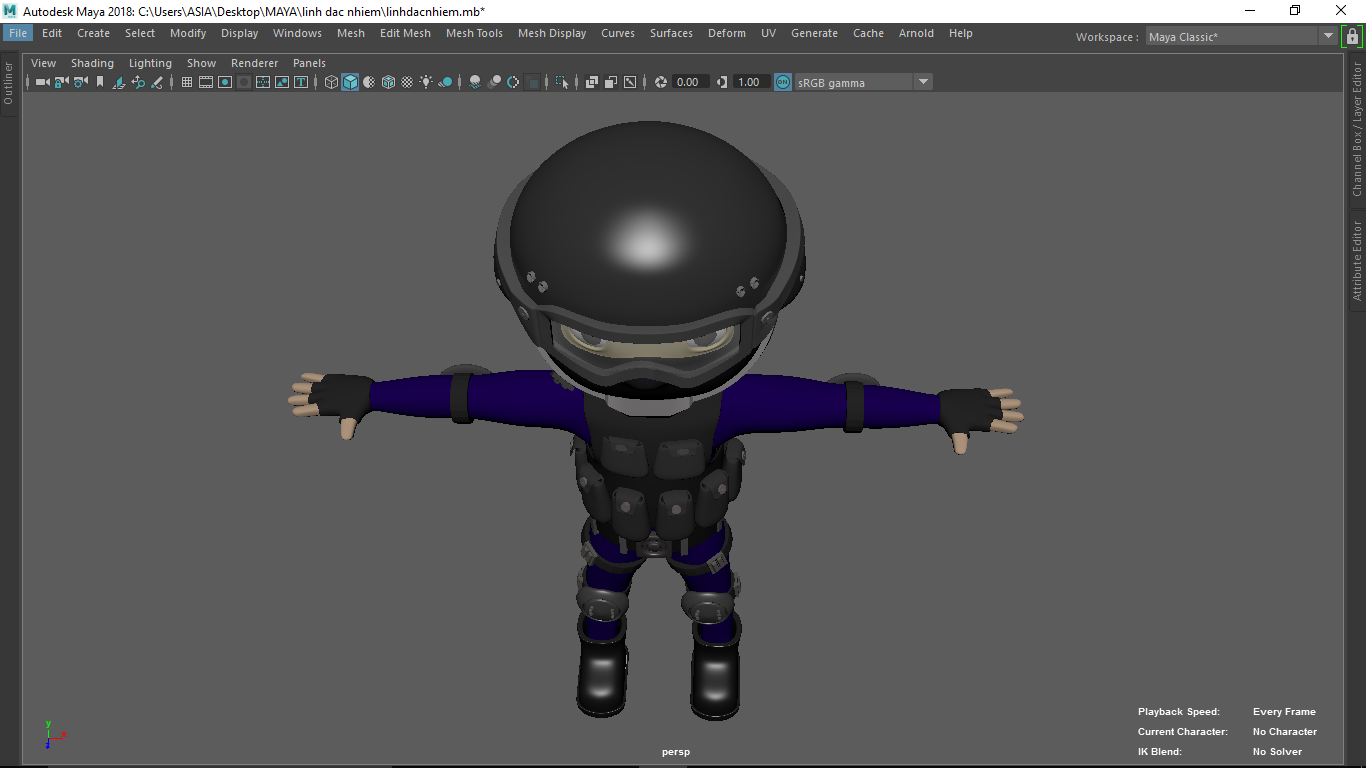 Autodesk Maya 2018: C:\Users\ASIA\Desktop\MAYA\linh dac nhiem\linhdacnhiem.mb*
File Edit Create Select Modify Display Windows Mesh Edit Mesh Mesh Tools Mesh Display Curves Surfaces Deform UV Generate Cache Arnold Help
Workspace : Maya Classic*
View Shading Lighting Show Renderer Panels
0.00 1.00 ON sRGB gamma
Outliner
Channel Box / Layer Editor
Attribute Editor
Playback Speed: Every Frame
Current Character: No Character
IK Blend: No Solver
persp
y
x
z